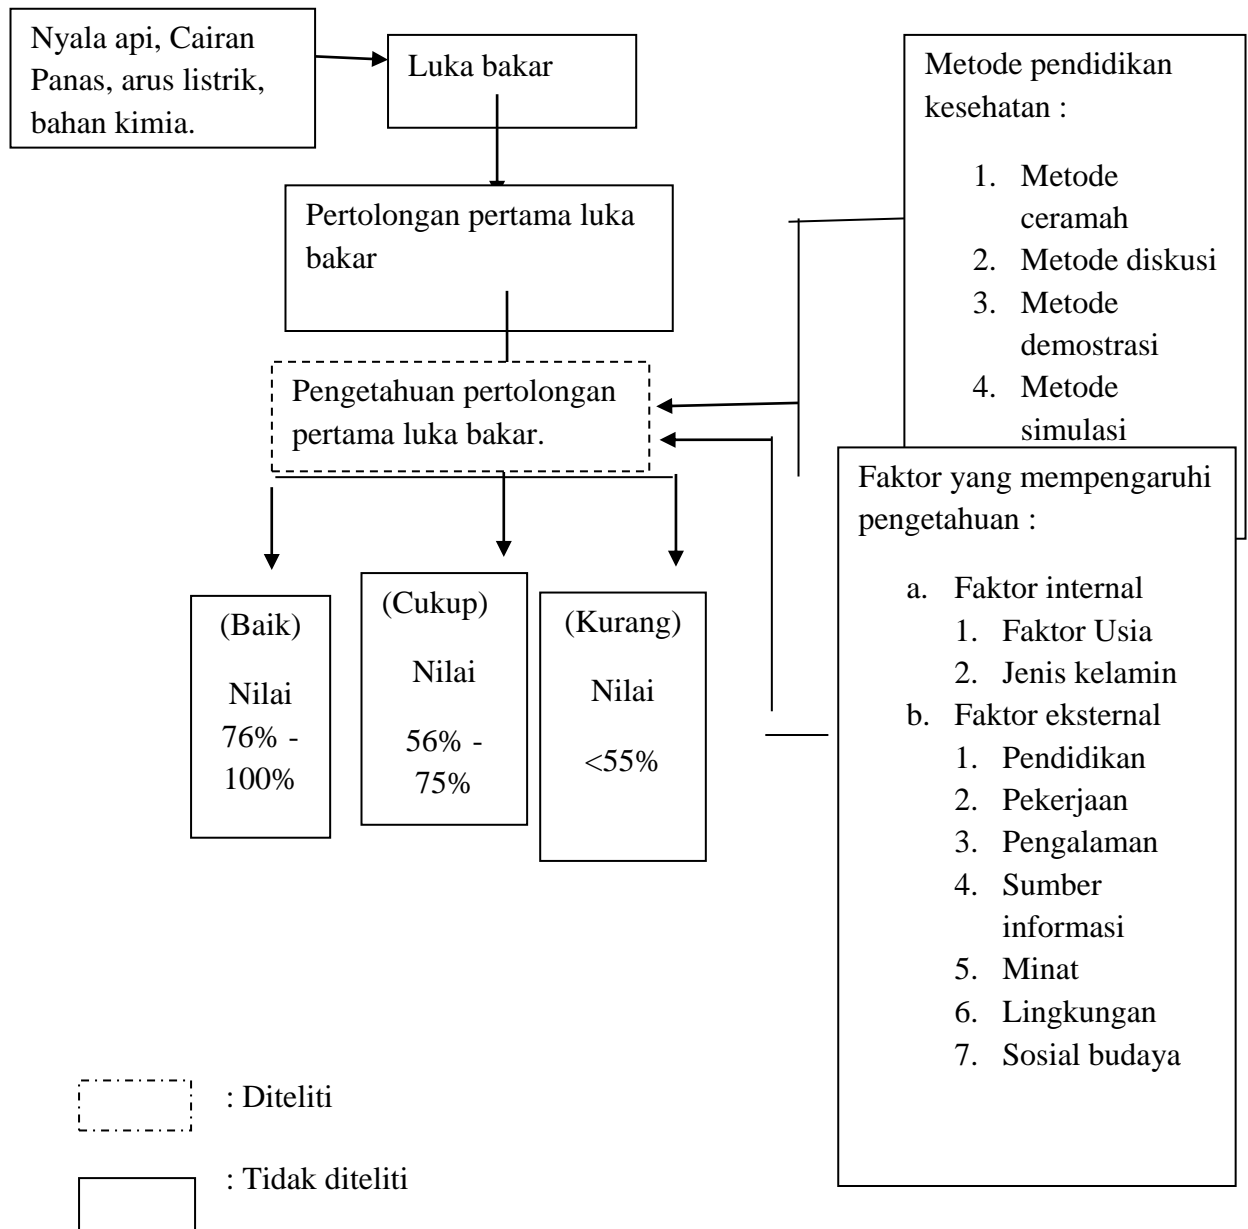 Nyala api, Cairan
Panas, arus listrik,
bahan kimia.
Luka bakar
Pertolongan pertama luka
bakar
Pengetahuan pertolongan
pertama luka bakar.
(Baik)
Nilai
76% -
100%
(Cukup)
Nilai
56% -
75%
(Kurang)
Nilai
<55%
Metode pendidikan
kesehatan :
1. Metode
ceramah
2. Metode diskusi
3. Metode
demostrasi
4. Metode
simulasi
Faktor yang mempengaruhi
pengetahuan :
a. Faktor internal
1. Faktor Usia
2. Jenis kelamin
b. Faktor eksternal
1. Pendidikan
2. Pekerjaan
3. Pengalaman
4. Sumber
informasi
5. Minat
6. Lingkungan
7. Sosial budaya
: Diteliti
: Tidak diteliti